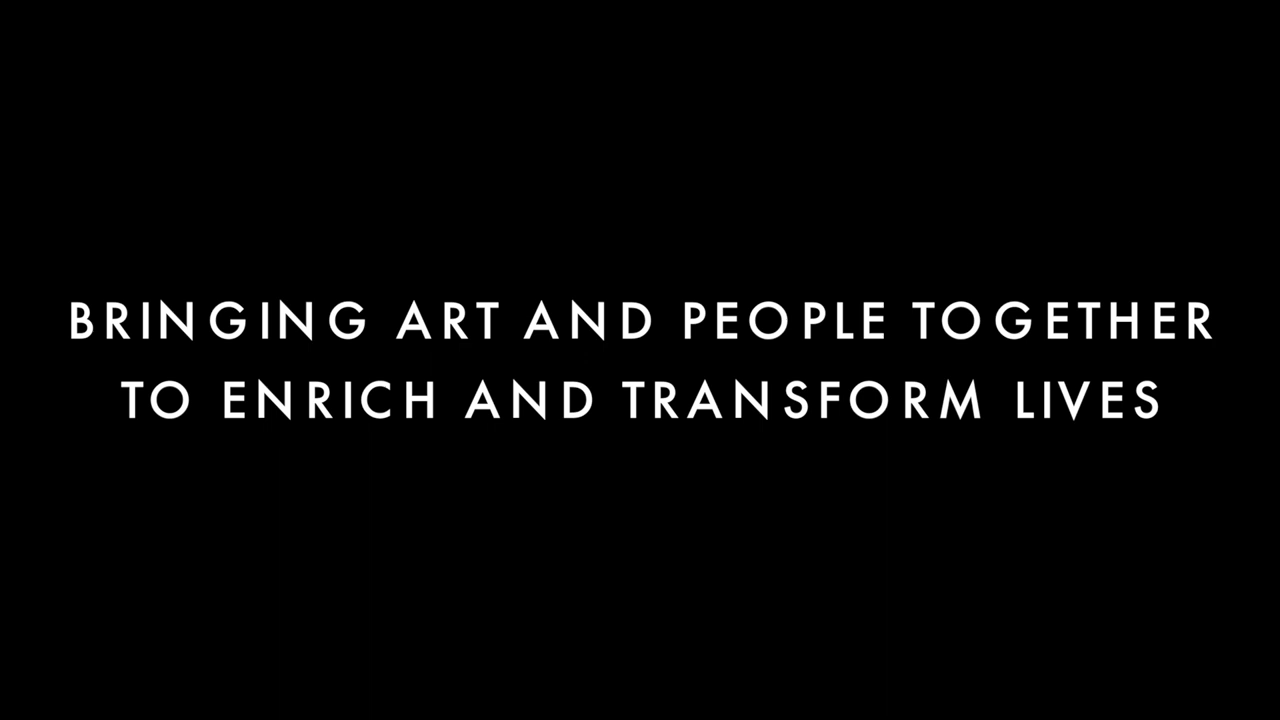 BRINGING ART AND PEOPLE TOGETHER
TO ENRICH AND TRANSFORM LIVES